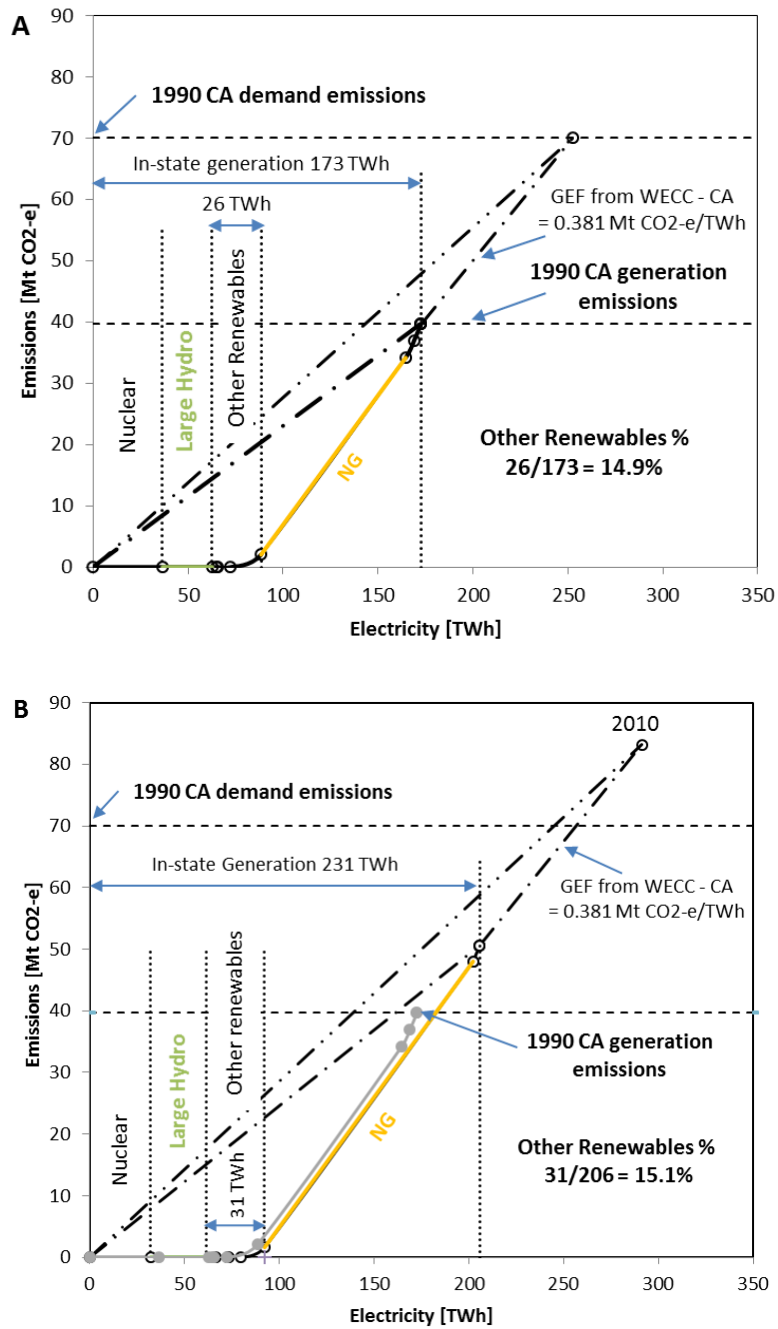 A
90
80
70
60
50
40
30
20
10
0
Emissions [Mt CO2-e]
1990 CA demand emissions
In-state generation 173 TWh
26 TWh
GEF from WECC - CA
= 0.381 Mt CO2-e/TWh
1990 CA generation
emissions
Nuclear
Large Hydro
Other Renewables
NG
Other Renewables %
26/173 = 14.9%
0
50
100
150
200
250
300
350
Electricity [TWh]
B
90
80
70
60
50
40
30
20
10
0
Emissions [Mt CO2-e]
2010
1990 CA demand emissions
In-state Generation 231 TWh
GEF from WECC - CA
= 0.381 Mt CO2-e/TWh
Nuclear
Large Hydro
Other renewables
31 TWh
NG
1990 CA generation
emissions
Other Renewables %
31/206 = 15.1%
0
50
100
150
200
250
300
350
Electricity [TWh]